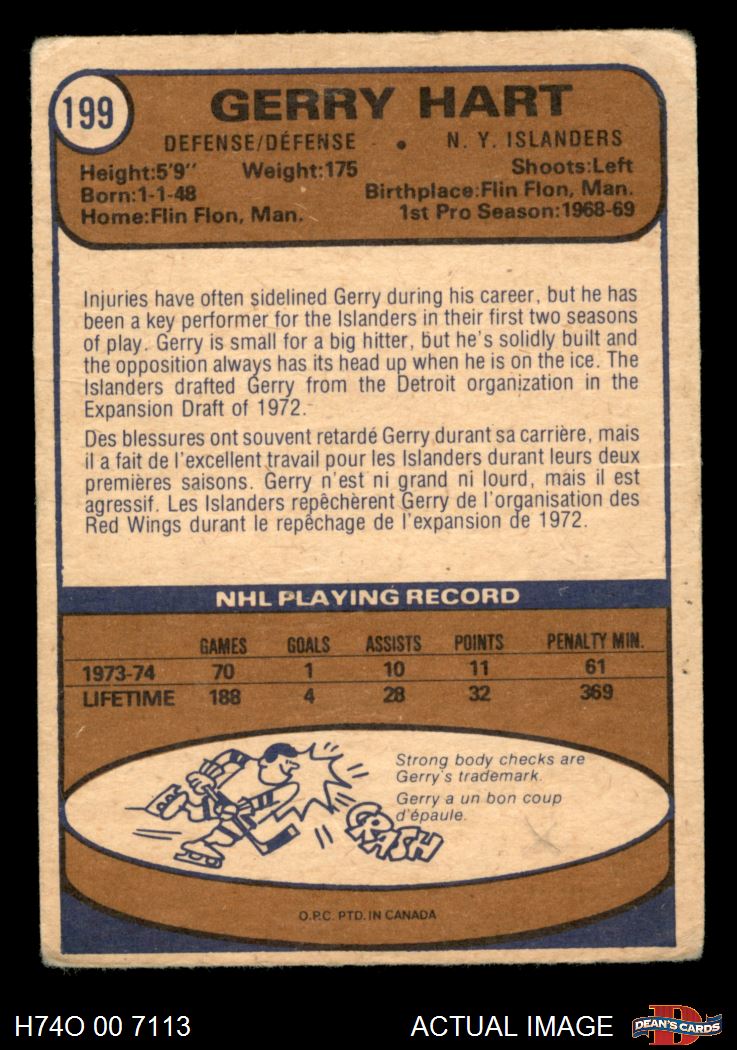 199
GERRY HART
DEFENSE/DÉFENSE • N. Y. ISLANDERS
Height:5'9" Weight:175 Shoots:Left
Born:1-1-48 Birthplace:Flin Flon, Man.
Home:Flin Flon, Man. 1st Pro Season:1968-69
Injuries have often sidelined Gerry during his career, but he has
been a key performer for the Islanders in their first two seasons
of play. Gerry is small for a big hitter, but he's solidly built and
the opposition always has its head up when he is on the ice. The
Islanders drafted Gerry from the Detroit organization in the
Expansion Draft of 1972.
Des blessures ont souvent retardé Gerry durant sa carrière, mais
il a fait de l'excellent travail pour les Islanders durant leurs deux
premières saisons. Gerry n'est ni grand ni lourd, mais il est
agressif. Les Islanders repêchèrent Gerry de l'organisation des
Red Wings durant le repêchage de l'expansion de 1972.
NHL PLAYING RECORD
GAMES GOALS ASSISTS POINTS PENALTY MIN.
1973-74 70 1 10 11 61
LIFETIME 188 4 28 32 369
Strong body checks are
Gerry's trademark.
Gerry a un bon coup
d'épaule.
CRASH
O.P.C. PTD. IN CANADA
H74O 00 7113 ACTUAL IMAGE DEAN'S CARDS